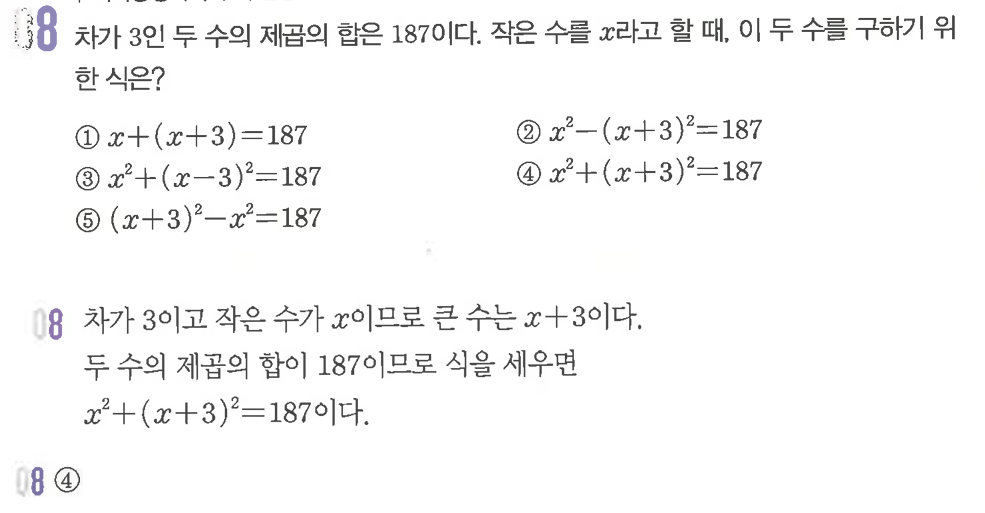 08 차가 3인 두 수의 제곱의 합은 187이다. 작은 수를 x라고 할 때, 이 두 수를 구하기 위
한 식은?
① x+(x+3)=187 ② x²-(x+3)²=187
③ x²+(x-3)²=187 ④ x²+(x+3)²=187
⑤ (x+3)²-x²=187
08 차가 3이고 작은 수가 x이므로 큰 수는 x+3이다.
두 수의 제곱의 합이 187이므로 식을 세우면
x²+(x+3)²=187이다.
08 ④